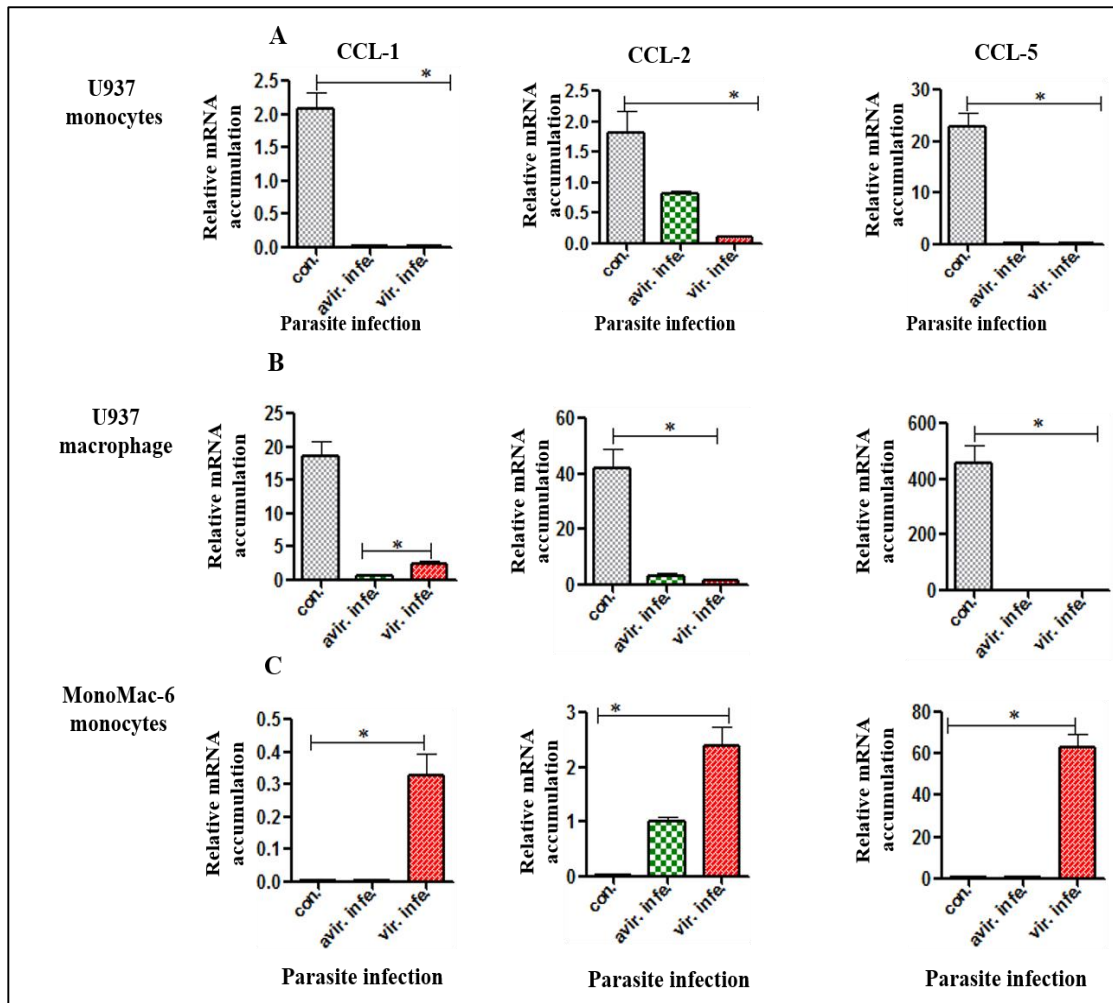 A
CCL-1
CCL-2
CCL-5
U937
monocytes
Relative mRNA
accumulation
2.5
2.0
1.5
1.0
0.5
0.0
*
con.
avir. infe.
vir. infe.
Parasite infection
Relative mRNA
accumulation
2.5
2.0
1.5
1.0
0.5
0.0
*
con.
avir. infe.
vir. infe.
Parasite infection
Relative mRNA
accumulation
30
20
10
0
*
con.
avir. infe.
vir. infe.
Parasite infection
B
U937
macrophage
Relative mRNA
accumulation
25
20
15
10
5
0
*
con.
avir. infe.
vir. infe.
Relative mRNA
accumulation
60
40
20
0
*
con.
avir. infe.
vir. infe.
Relative mRNA
accumulation
600
400
200
0
*
con.
avir. infe.
vir. infe.
C
MonoMac-6
monocytes
Relative mRNA
accumulation
0.5
0.4
0.3
0.2
0.1
0.0
*
con.
avir. infe.
vir. infe.
Parasite infection
Relative mRNA
accumulation
3
2
1
0
*
con.
avir. infe.
vir. infe.
Parasite infection
Relative mRNA
accumulation
80
60
40
20
0
*
con.
avir. infe.
vir. infe.
Parasite infection